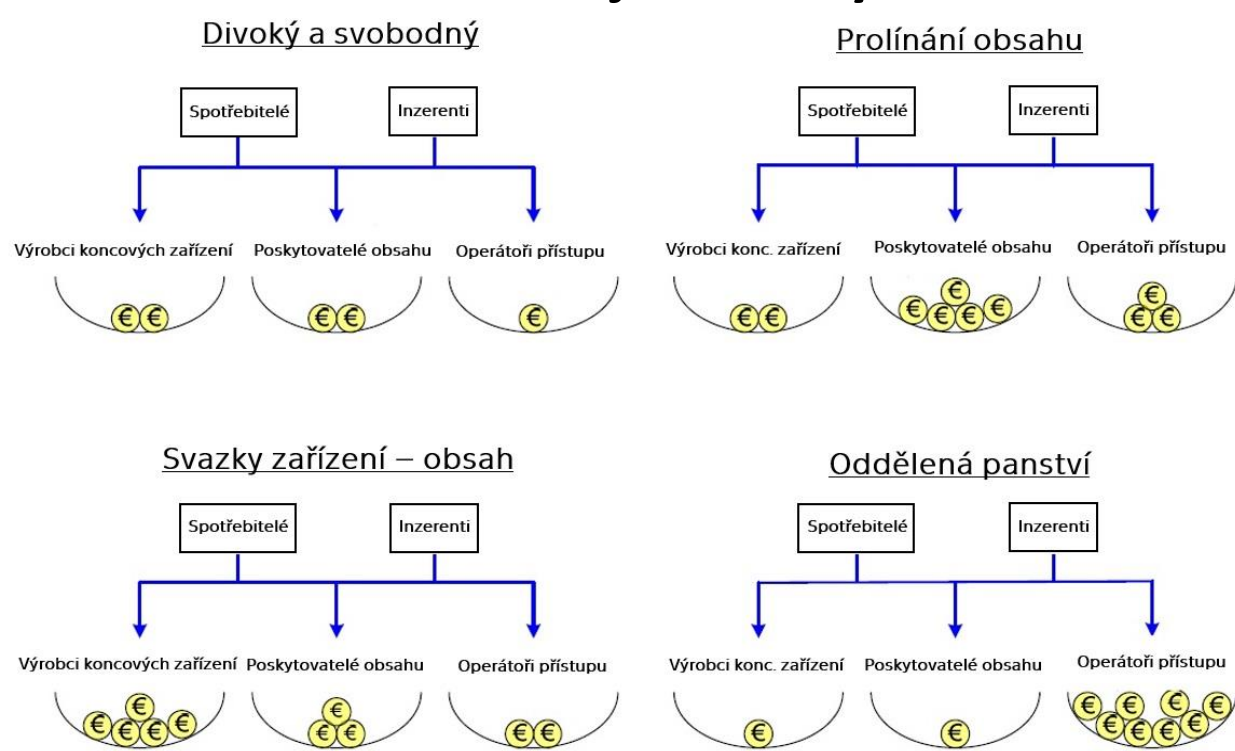 Divoký a svobodný
Spotřebitelé
Inzerenti
Výrobci koncových zařízení
Poskytovatelé obsahu
Operátoři přístupu
€ €
€ €
€
Prolínání obsahu
Spotřebitelé
Inzerenti
Výrobci konc. zařízení
Poskytovatelé obsahu
Operátoři přístupu
€ €
€ € € € €
€ € €
Svazky zařízení – obsah
Spotřebitelé
Inzerenti
Výrobci koncových zařízení
Poskytovatelé obsahu
Operátoři přístupu
€ € € € €
€ € €
€ €
Oddělená panství
Spotřebitelé
Inzerenti
Výrobci konc. zařízení
Poskytovatelé obsahu
Operátoři přístupu
€
€
€ € € € € € € €